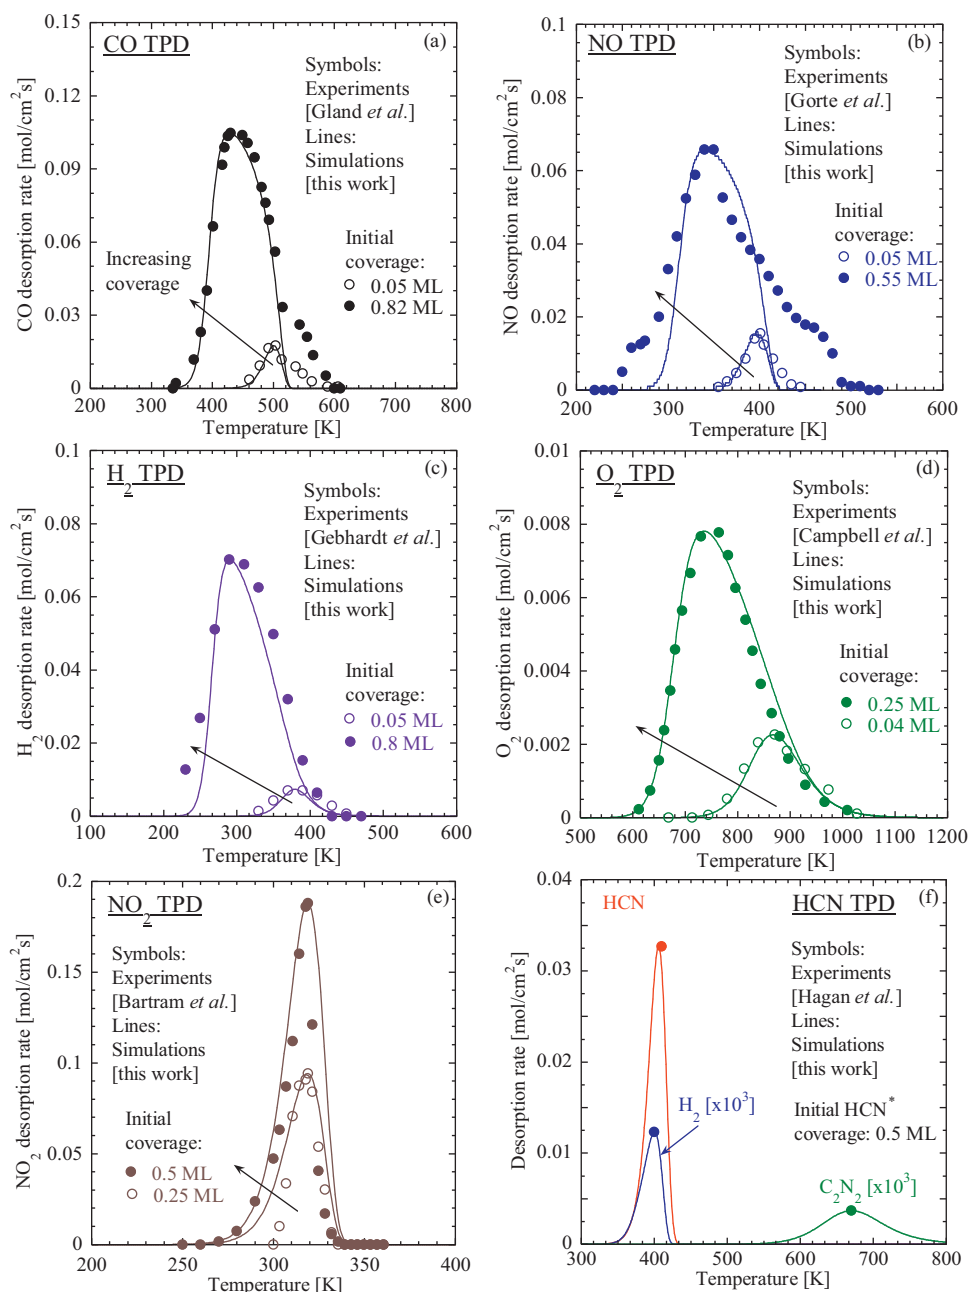 CO TPD
(a)
Symbols:
Experiments
[Gland et al.]
Lines:
Simulations
[this work]
Increasing
coverage
Initial
coverage:
0.05 ML
0.82 ML
CO desorption rate [mol/cm²s]
0.15
0.12
0.09
0.06
0.03
0
200 300 400 500 600 700 800
Temperature [K]
NO TPD
(b)
Symbols:
Experiments
[Gorte et al.]
Lines:
Simulations
[this work]
Initial
coverage:
0.05 ML
0.55 ML
NO desorption rate [mol/cm²s]
0.1
0.08
0.06
0.04
0.02
0
200 300 400 500 600
Temperature [K]
H₂ TPD
(c)
Symbols:
Experiments
[Gebhardt et al.]
Lines:
Simulations
[this work]
Initial
coverage:
0.05 ML
0.8 ML
H₂ desorption rate [mol/cm²s]
0.1
0.08
0.06
0.04
0.02
0
100 200 300 400 500 600
Temperature [K]
O₂ TPD
(d)
Symbols:
Experiments
[Campbell et al.]
Lines:
Simulations
[this work]
Initial
coverage:
0.25 ML
0.04 ML
O₂ desorption rate [mol/cm²s]
0.01
0.008
0.006
0.004
0.002
0
500 600 700 800 900 1000 1100 1200
Temperature [K]
NO₂ TPD
(e)
Symbols:
Experiments
[Bartram et al.]
Lines:
Simulations
[this work]
Initial
coverage:
0.5 ML
0.25 ML
NO₂ desorption rate [mol/cm²s]
0.2
0.15
0.1
0.05
0
200 250 300 350 400
Temperature [K]
HCN
HCN TPD
(f)
Symbols:
Experiments
[Hagan et al.]
Lines:
Simulations
[this work]
H₂ [x10³]
Initial HCN*
coverage: 0.5 ML
C₂N₂ [x10³]
Desorption rate [mol/cm²s]
0.04
0.03
0.02
0.01
0
300 400 500 600 700 800
Temperature [K]